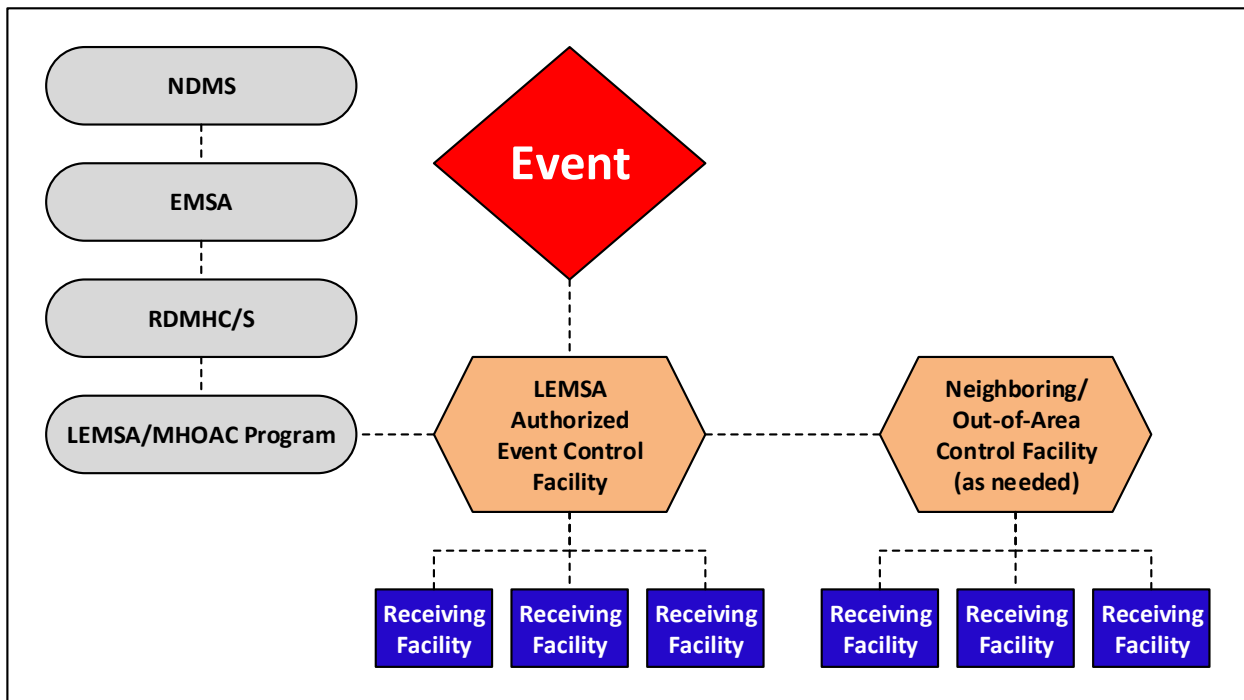 NDMS
EMSA
RDMHC/S
LEMSA/MHOAC Program
Event
LEMSA
Authorized
Event Control
Facility
Neighboring/
Out-of-Area
Control Facility
(as needed)
Receiving
Facility
Receiving
Facility
Receiving
Facility
Receiving
Facility
Receiving
Facility
Receiving
Facility